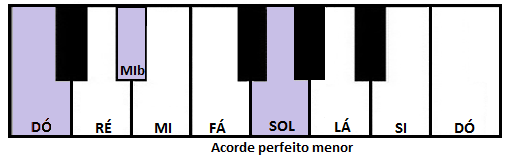 MIb
DÓ RÉ MI FÁ SOL LÁ SI DÓ
Acorde perfeito menor